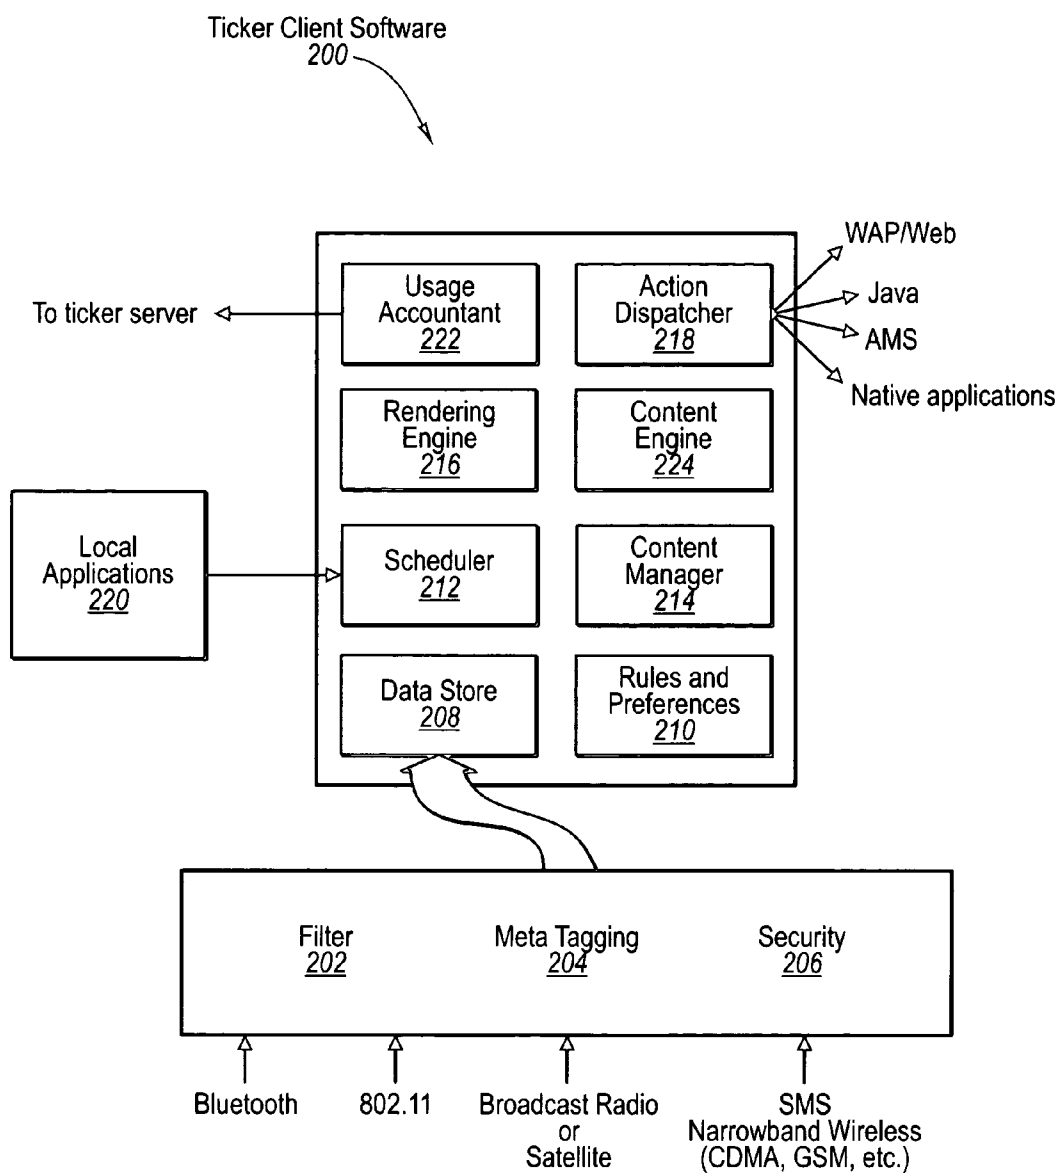 Ticker Client Software
200
WAP/Web
Java
AMS
Native applications
To ticker server
Usage
Accountant
222
Action
Dispatcher
218
Rendering
Engine
216
Content
Engine
224
Local
Applications
220
Scheduler
212
Content
Manager
214
Data Store
208
Rules and
Preferences
210
Filter
202
Meta Tagging
204
Security
206
Bluetooth
802.11
Broadcast Radio
or
Satellite
SMS
Narrowband Wireless
(CDMA, GSM, etc.)